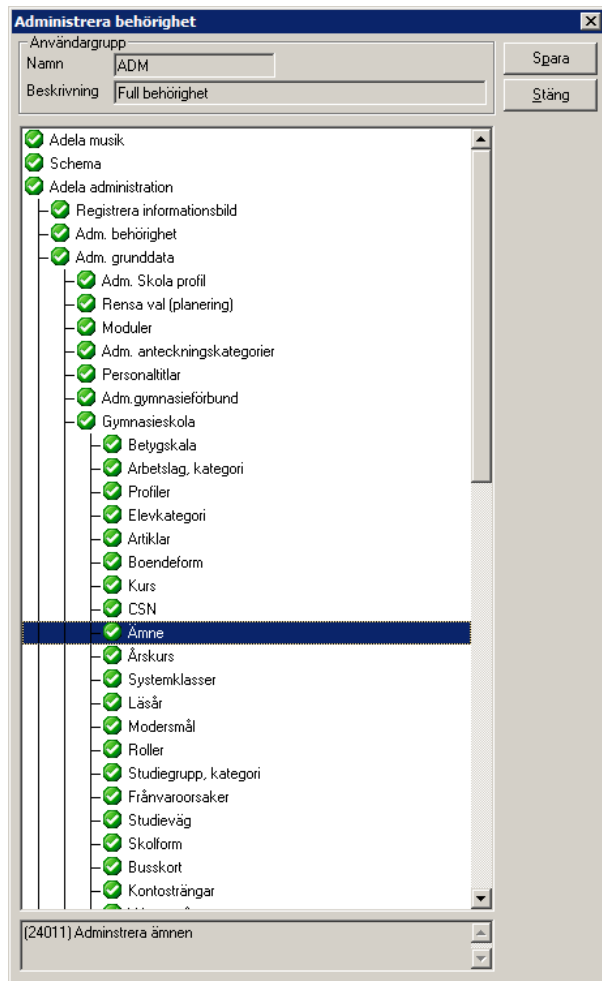 Administrera behörighet
Användargrupp
Namn ADM
Beskrivning Full behörighet
Spara
Stäng
Adela musik
Schema
Adela administration
Registrera informationsbild
Adm. behörighet
Adm. grunddata
Adm. Skola profil
Rensa val (planering)
Moduler
Adm. anteckningskategorier
Personaltitlar
Adm.gymnasieförbund
Gymnasieskola
Betygskala
Arbetslag, kategori
Profiler
Elevkategori
Artiklar
Boendeform
Kurs
CSN
Ämne
Årskurs
Systemklasser
Läsår
Modersmål
Roller
Studiegrupp, kategori
Frånvaroorsaker
Studieväg
Skolform
Busskort
Kontosträngar
(24011) Adminstrera ämnen